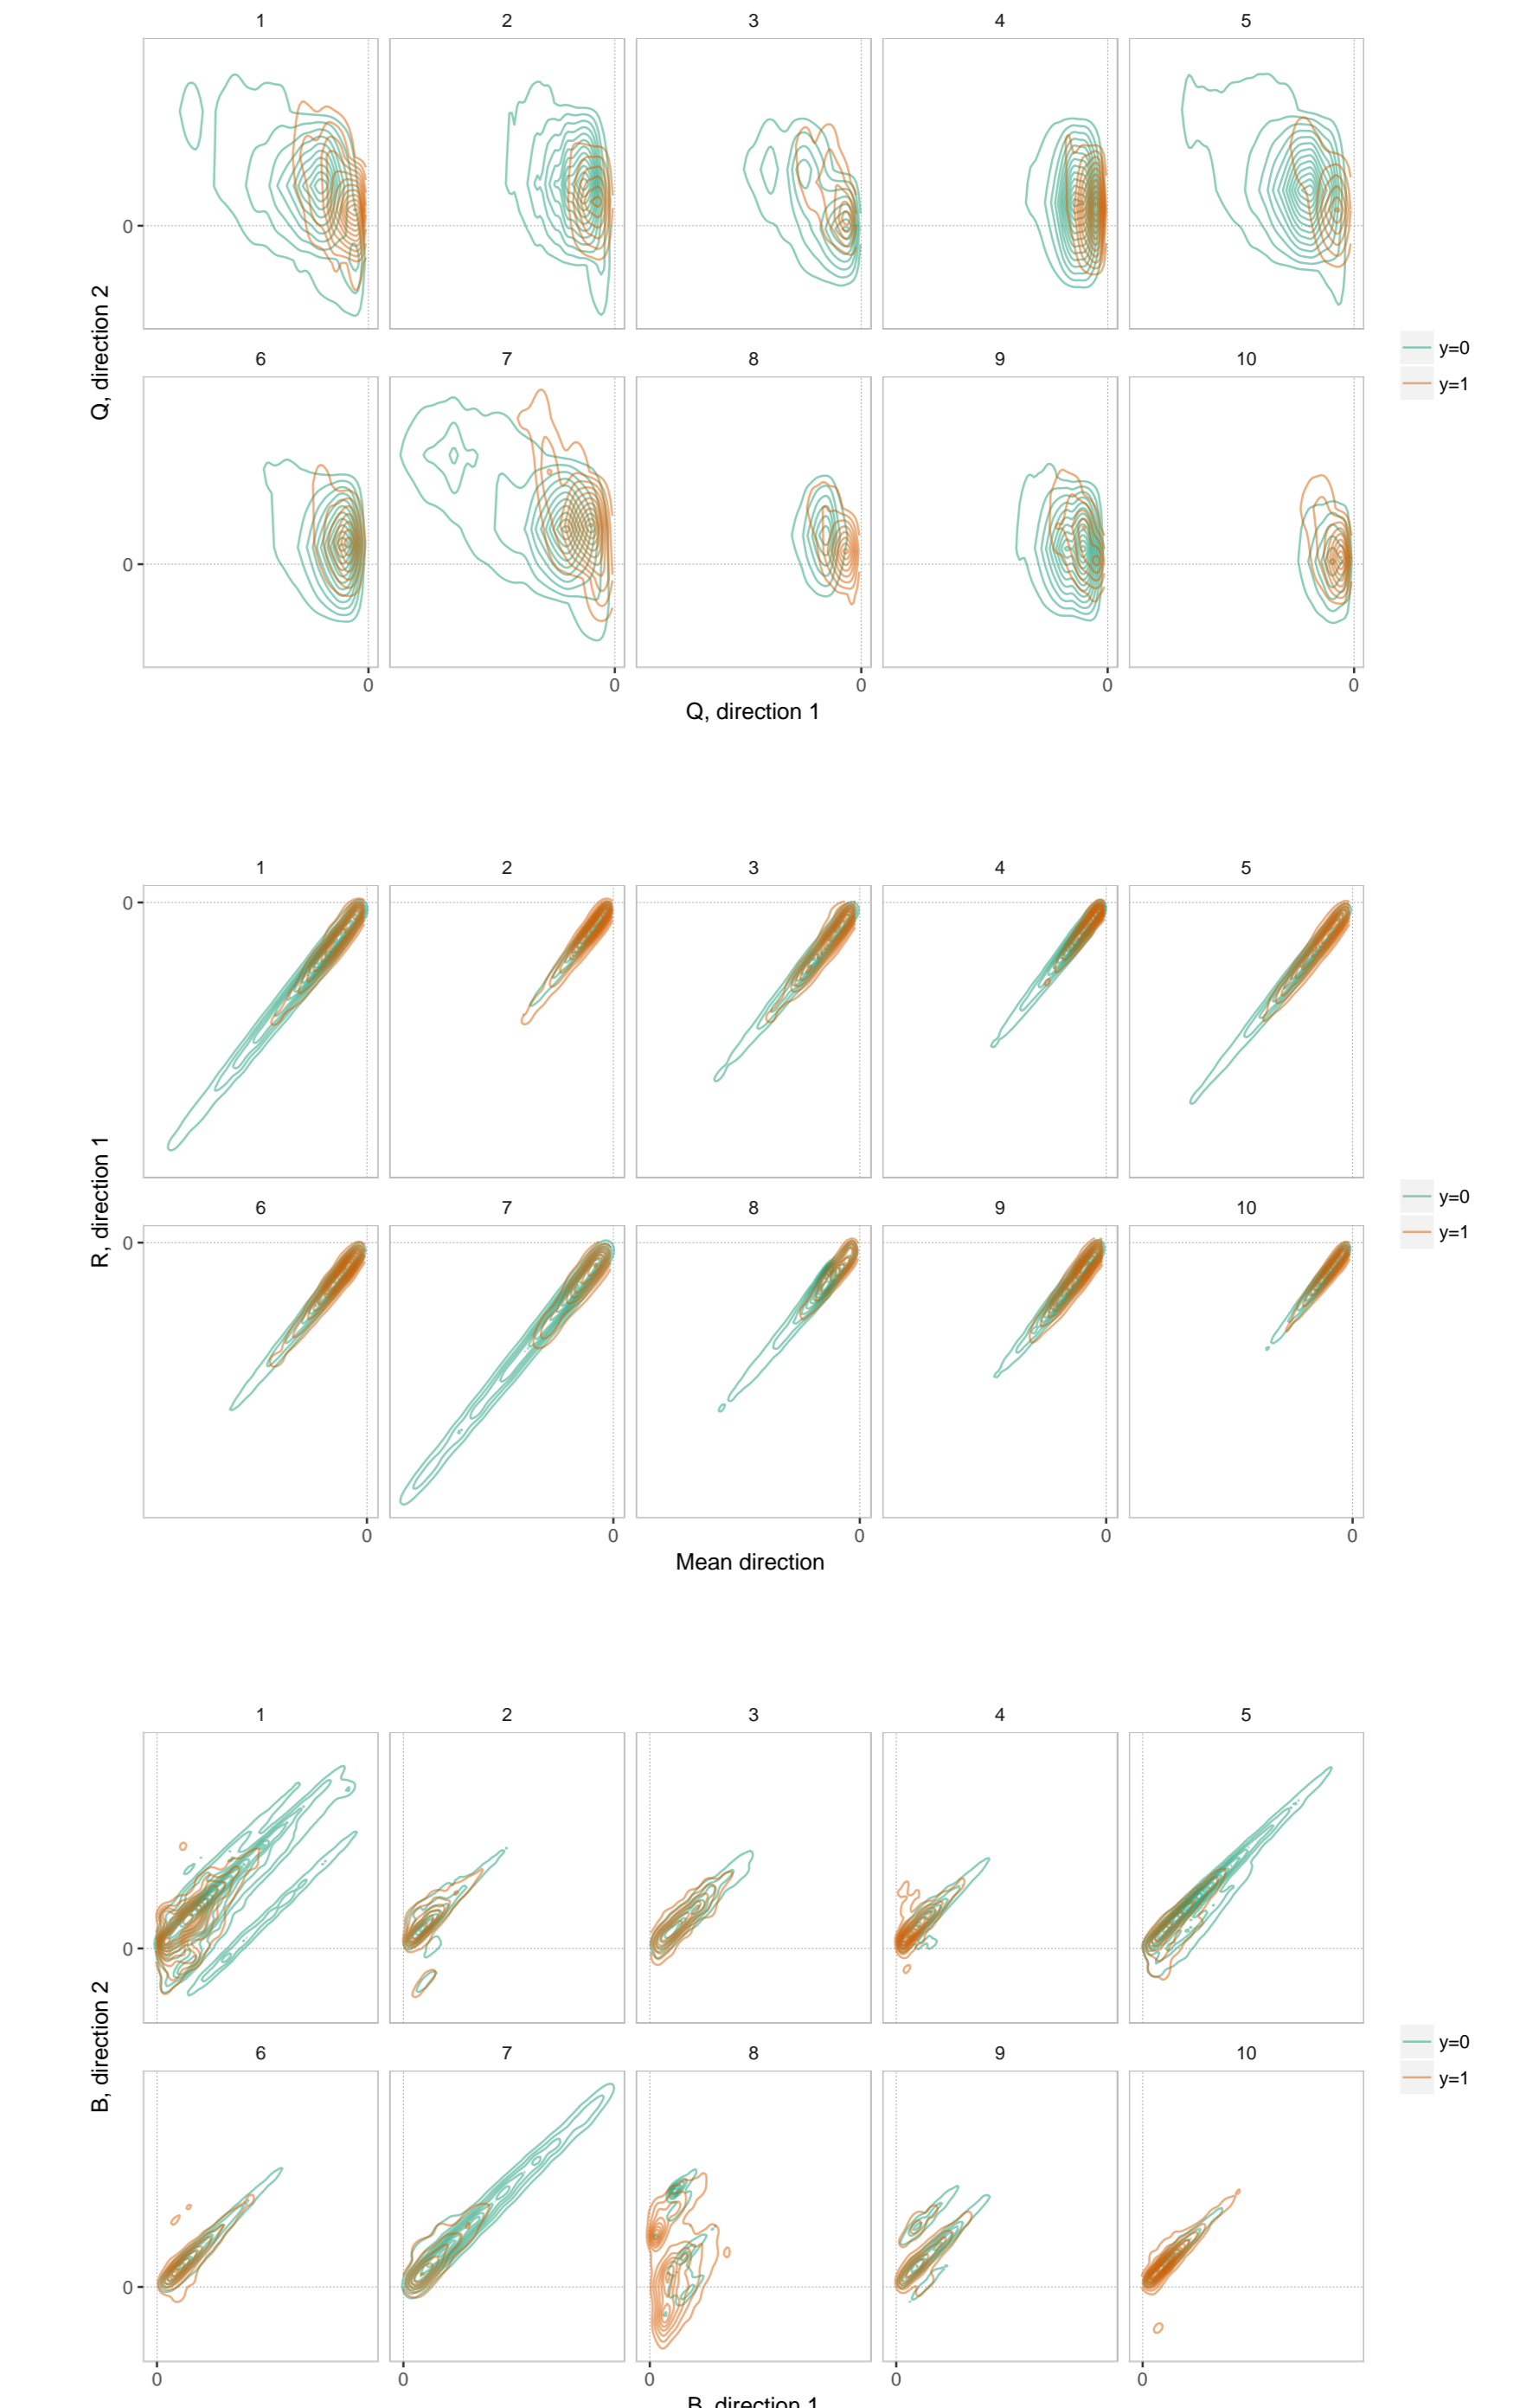 1 2 3 4 5
0
Q, direction 2
y=0
y=1
6 7 8 9 10
0
0 0 0 0 0
Q, direction 1
1 2 3 4 5
0
R, direction 1
y=0
y=1
6 7 8 9 10
0
0 0 0 0 0
Mean direction
1 2 3 4 5
0
B, direction 2
y=0
y=1
6 7 8 9 10
0
0 0 0 0 0
B, direction 1